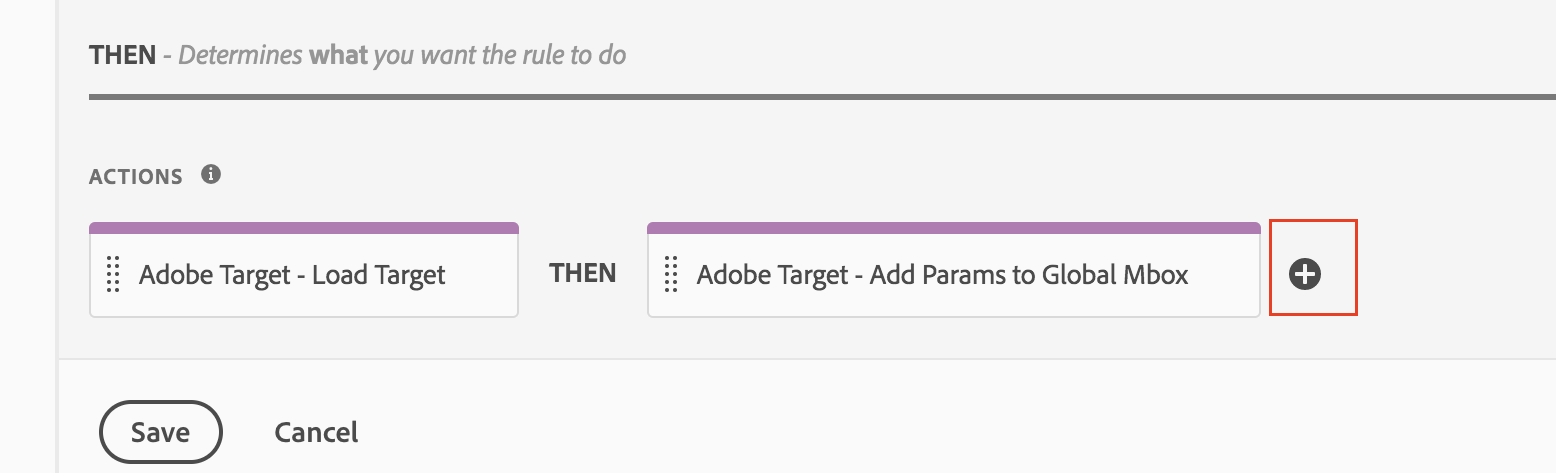 THEN - Determines what you want the rule to do
ACTIONS
Adobe Target - Load Target THEN Adobe Target - Add Params to Global Mbox
Save Cancel